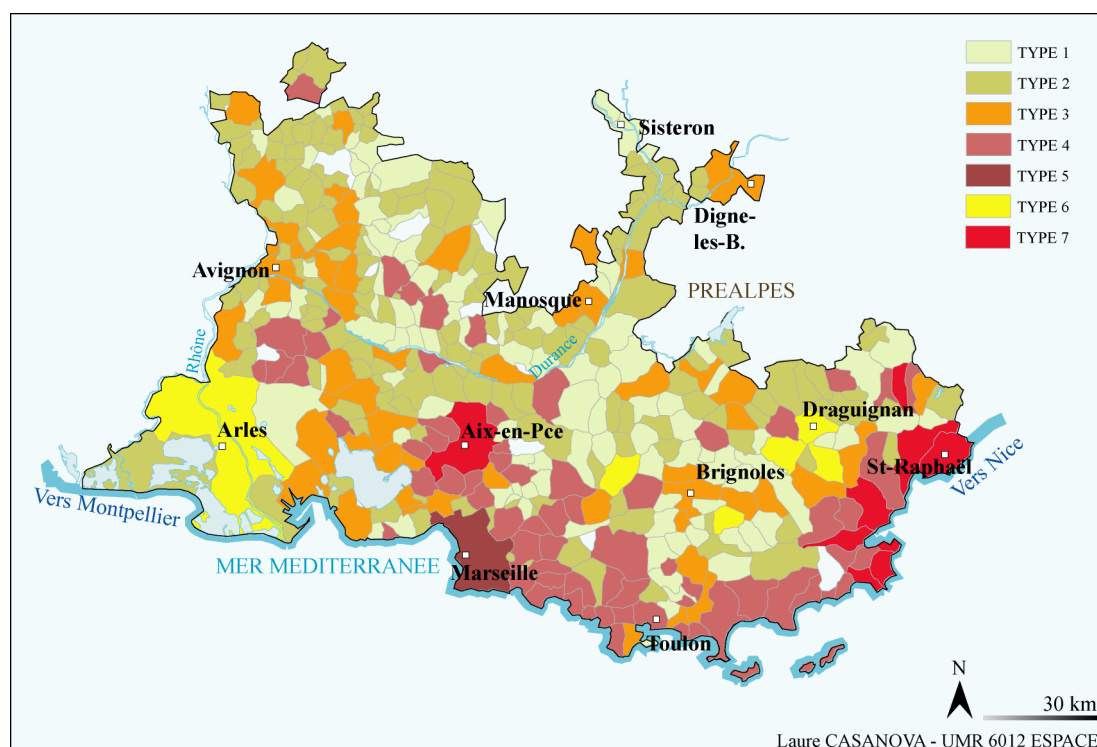 TYPE 1
TYPE 2
TYPE 3
TYPE 4
TYPE 5
TYPE 6
TYPE 7
Sisteron
Digne-
les-B.
Avignon
Manosque
PREALPES
Rhône
Durance
Draguignan
Arles
Aix-en-Pce
St-Raphaël
Brignoles
Vers Nice
Vers Montpellier
MER MEDITERRANEE
Marseille
Toulon
N
30 km
Laure CASANOVA - UMR 6012 ESPACE